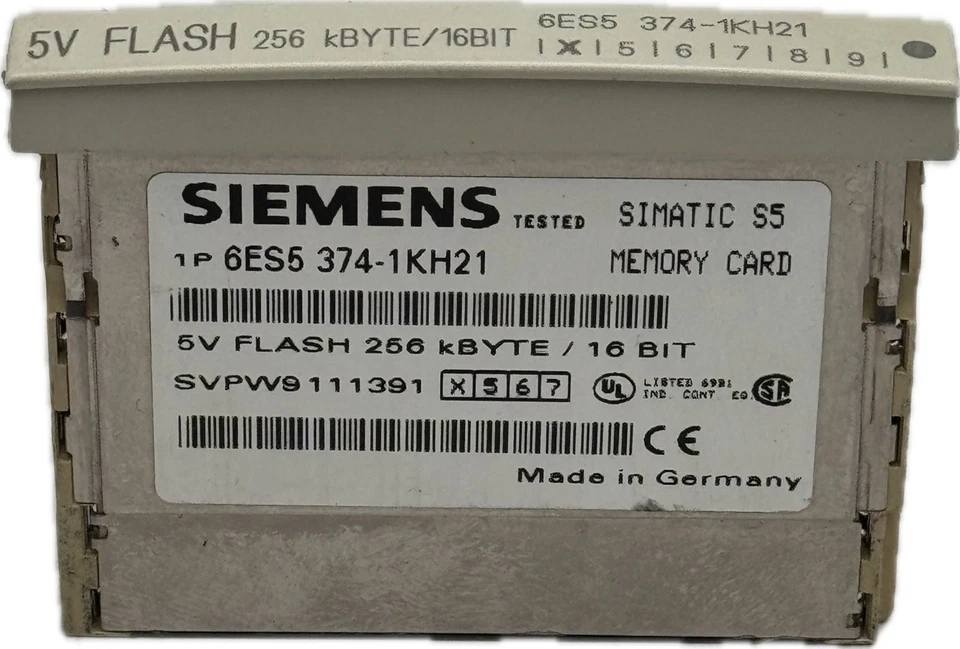 5V FLASH 256 kBYTE/16BIT 6ES5 374-1KH21
|X|5|6|7|8|9|
SIEMENS TESTED SIMATIC S5
1P 6ES5 374-1KH21 MEMORY CARD
5V FLASH 256 kBYTE / 16 BIT
SVPW9111391 X 5 6 7 UL LISTED SA
IND. CONT EQ.
CE
Made in Germany